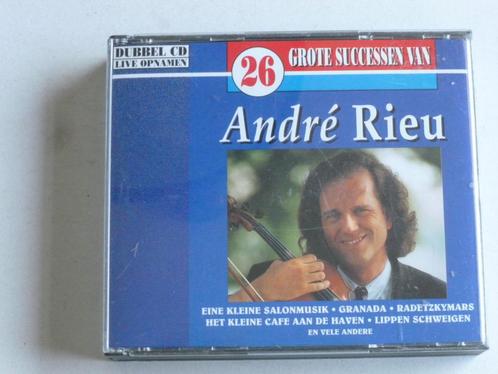 DUBBEL CD
LIVE OPNAMEN
26 GROTE SUCCESSEN VAN
André Rieu
EINE KLEINE SALONMUSIK • GRANADA • RADETZKYMARS
HET KLEINE CAFE AAN DE HAVEN • LIPPEN SCHWEIGEN
EN VELE ANDERE